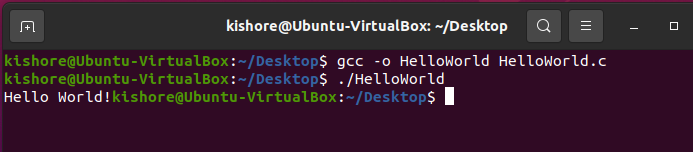 kishore@Ubuntu-VirtualBox: ~/Desktop
kishore@Ubuntu-VirtualBox:~/Desktop$ gcc -o HelloWorld HelloWorld.c
kishore@Ubuntu-VirtualBox:~/Desktop$ ./HelloWorld
Hello World!kishore@Ubuntu-VirtualBox:~/Desktop$